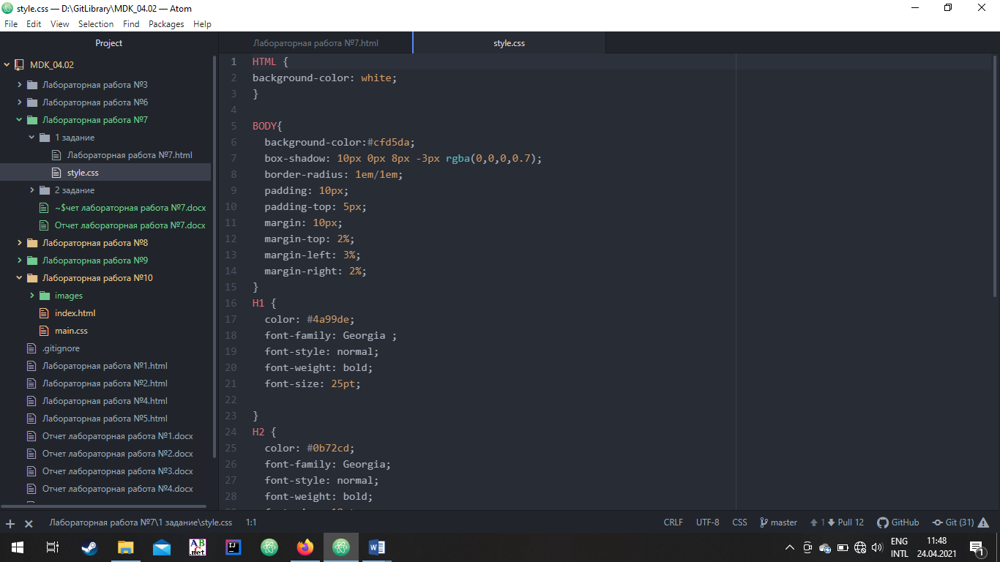 style.css — D:\GitLibrary\MDK_04.02 — Atom
File Edit View Selection Find Packages Help
Project
MDK_04.02
Лабораторная работа №3
Лабораторная работа №6
Лабораторная работа №7
1 задание
Лабораторная работа №7.html
style.css
2 задание
~$чет лабораторная работа №7.docx
Отчет лабораторная работа №7.docx
Лабораторная работа №8
Лабораторная работа №9
Лабораторная работа №10
images
index.html
main.css
.gitignore
Лабораторная работа №1.html
Лабораторная работа №2.html
Лабораторная работа №4.html
Лабораторная работа №5.html
Отчет лабораторная работа №1.docx
Отчет лабораторная работа №2.docx
Отчет лабораторная работа №3.docx
Отчет лабораторная работа №4.docx
Лабораторная работа №7.html style.css
1 HTML {
2 background-color: white;
3 }
4
5 BODY{
6 background-color:#cfd5da;
7 box-shadow: 10px 0px 8px -3px rgba(0,0,0,0.7);
8 border-radius: 1em/1em;
9 padding: 10px;
10 padding-top: 5px;
11 margin: 10px;
12 margin-top: 2%;
13 margin-left: 3%;
14 margin-right: 2%;
15 }
16 H1 {
17 color: #4a99de;
18 font-family: Georgia ;
19 font-style: normal;
20 font-weight: bold;
21 font-size: 25pt;
22
23 }
24 H2 {
25 color: #0b72cd;
26 font-family: Georgia;
27 font-style: normal;
28 font-weight: bold;
Лабораторная работа №7\1 задание\style.css 1:1 CRLF UTF-8 CSS master 1 Pull 12 GitHub Git (31)
ABC .net IJ W ENG 11:48
INTL 24.04.2021 1